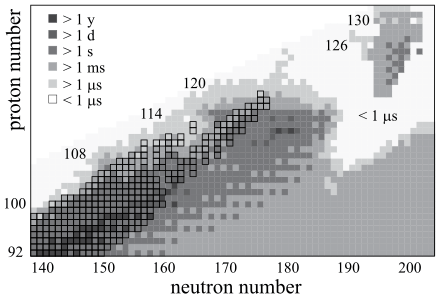 proton number
> 1 y
> 1 d
> 1 s
> 1 ms
> 1 μs
< 1 μs
130
126
120
114
108
< 1 μs
100
92
140 150 160 170 180 190 200
neutron number